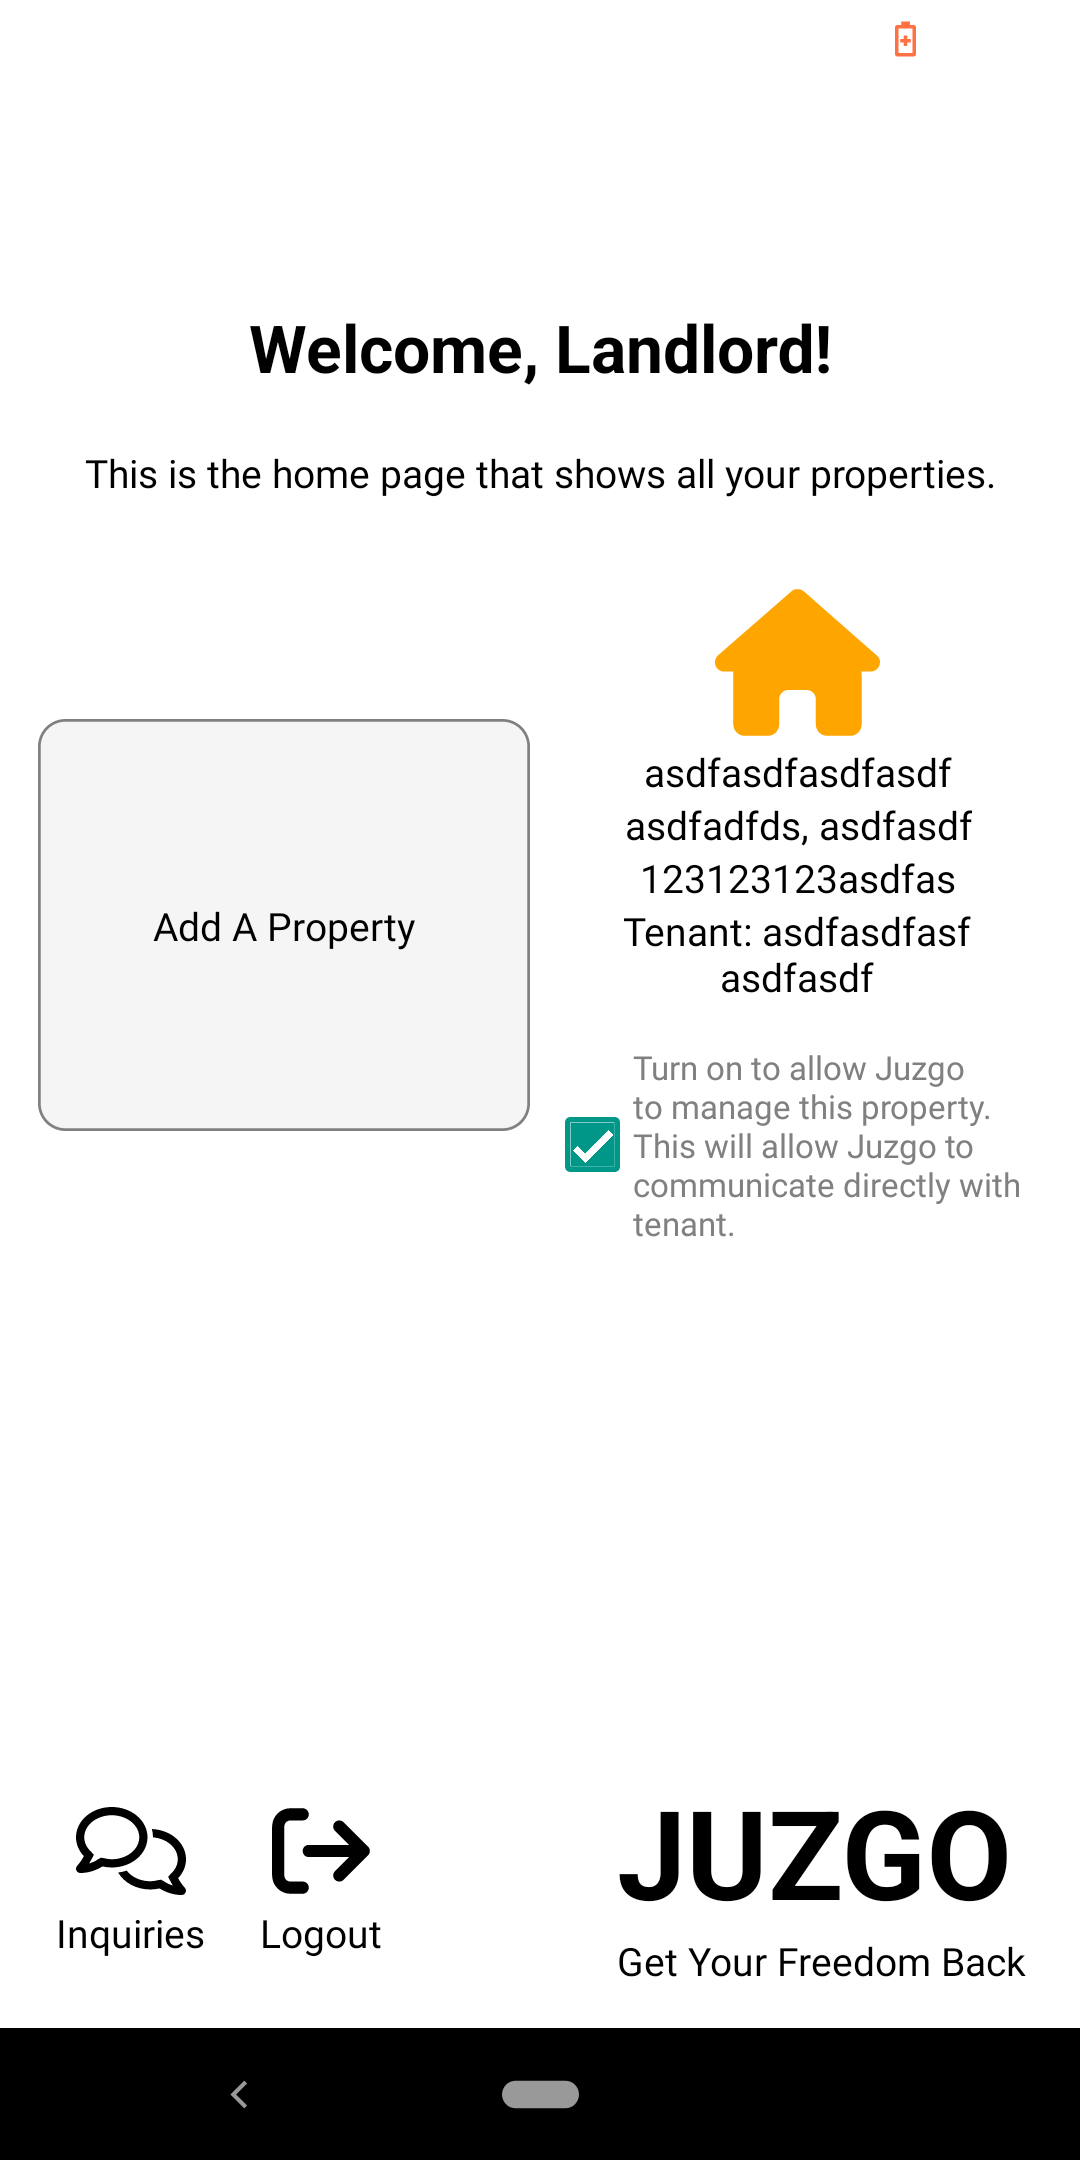 Welcome, Landlord!
This is the home page that shows all your properties.
Add A Property
asdfasdfasdfasdf
asdfadfds, asdfasdf
123123123asdfas
Tenant: asdfasdfasf
asdfasdf
Turn on to allow Juzgo
to manage this property.
This will allow Juzgo to
communicate directly with
tenant.
Inquiries
Logout
JUZGO
Get Your Freedom Back